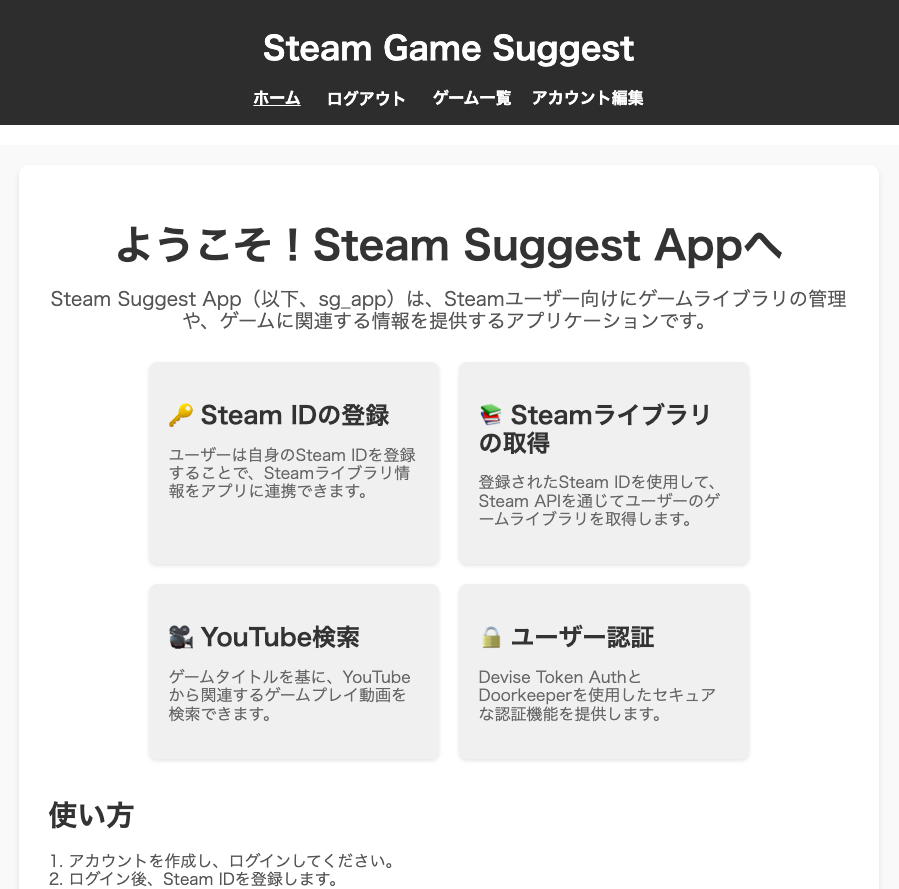 Steam Game Suggest
ホーム ログアウト ゲーム一覧 アカウント編集
ようこそ！Steam Suggest Appへ
Steam Suggest App（以下、sg_app）は、Steamユーザー向けにゲームライブラリの管理
や、ゲームに関連する情報を提供するアプリケーションです。
🔑 Steam IDの登録
ユーザーは自身のSteam IDを登録
することで、Steamライブラリ情
報をアプリに連携できます。
📚 Steamライブラリ
の取得
登録されたSteam IDを使用して、
Steam APIを通じてユーザーのゲ
ームライブラリを取得します。
🎥 YouTube検索
ゲームタイトルを基に、YouTube
から関連するゲームプレイ動画を
検索できます。
🔒 ユーザー認証
Devise Token Authと
Doorkeeperを使用したセキュア
な認証機能を提供します。
使い方
1. アカウントを作成し、ログインしてください。
2. ログイン後、Steam IDを登録します。